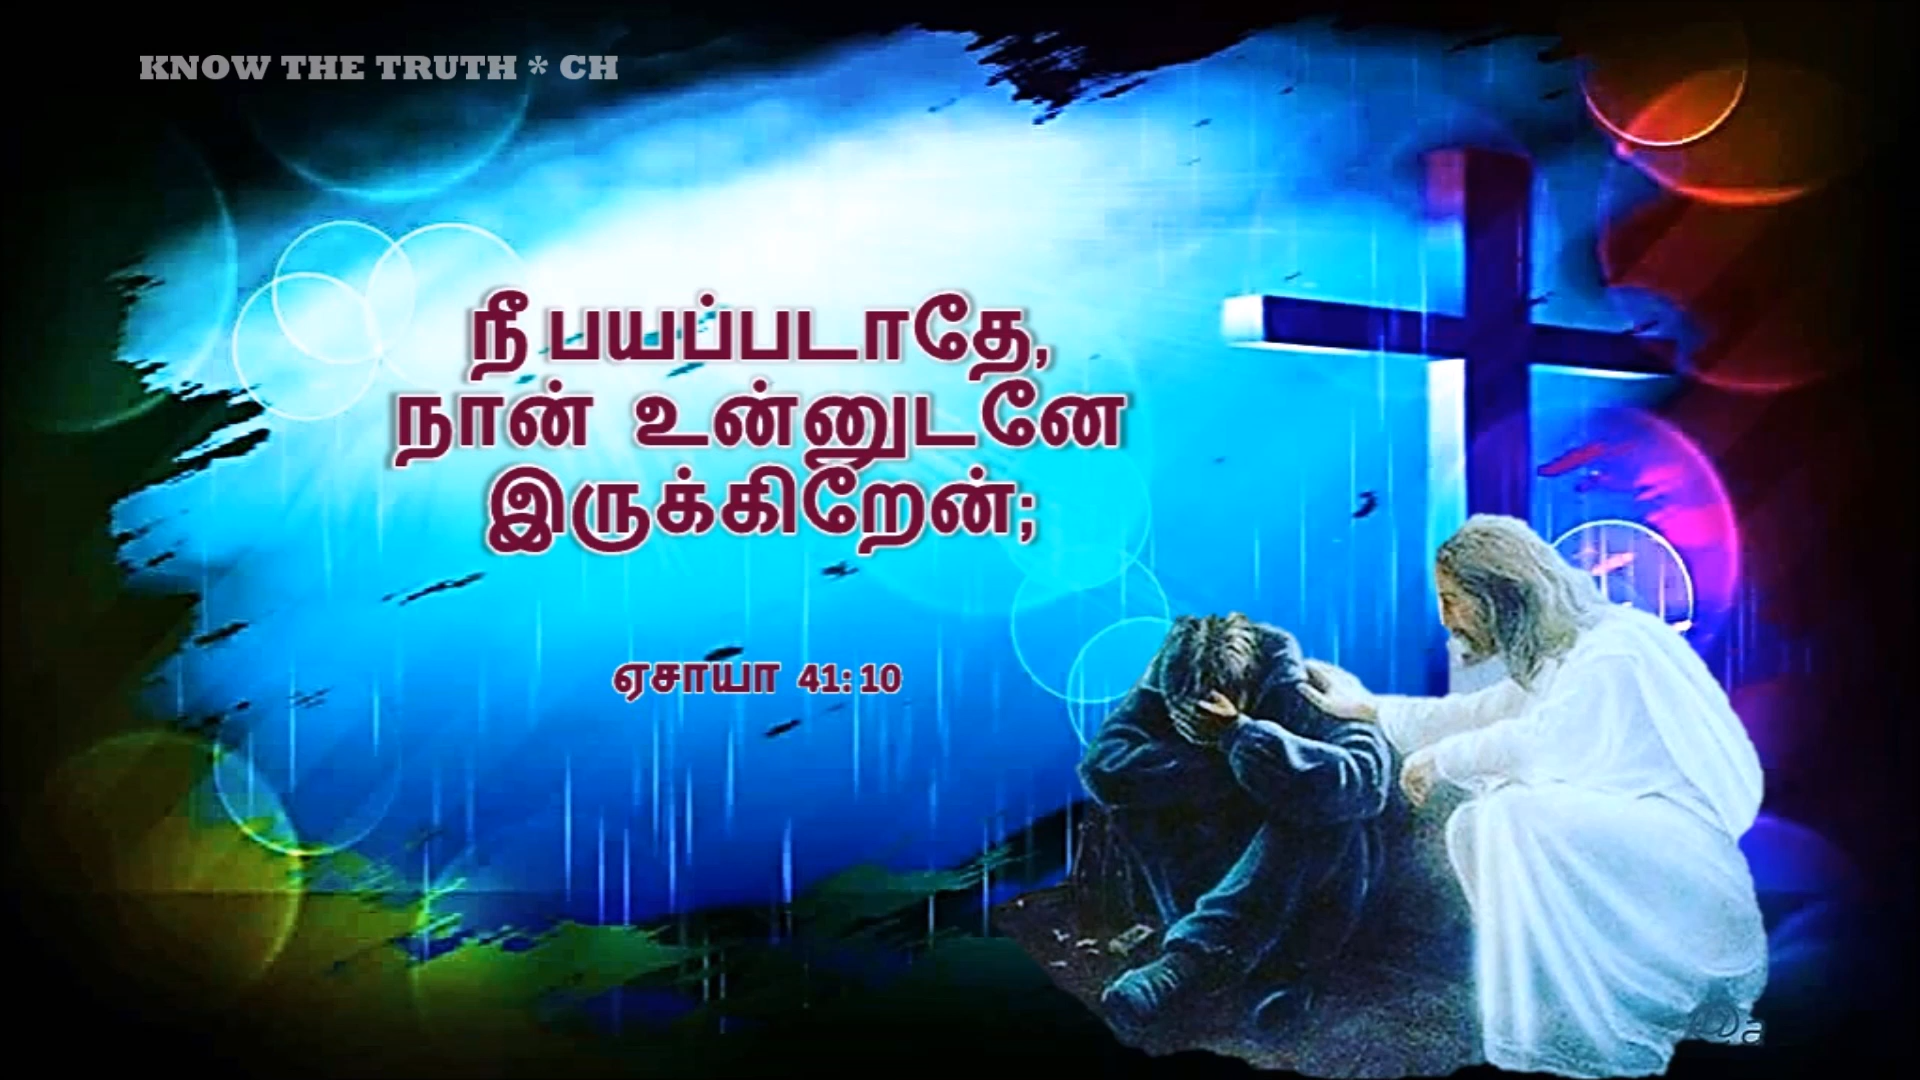 KNOW THE TRUTH * CH
நீ பயப்படாதே,
நான் உன்னுடனே
இருக்கிறேன்;
ஏசாயா 41:10